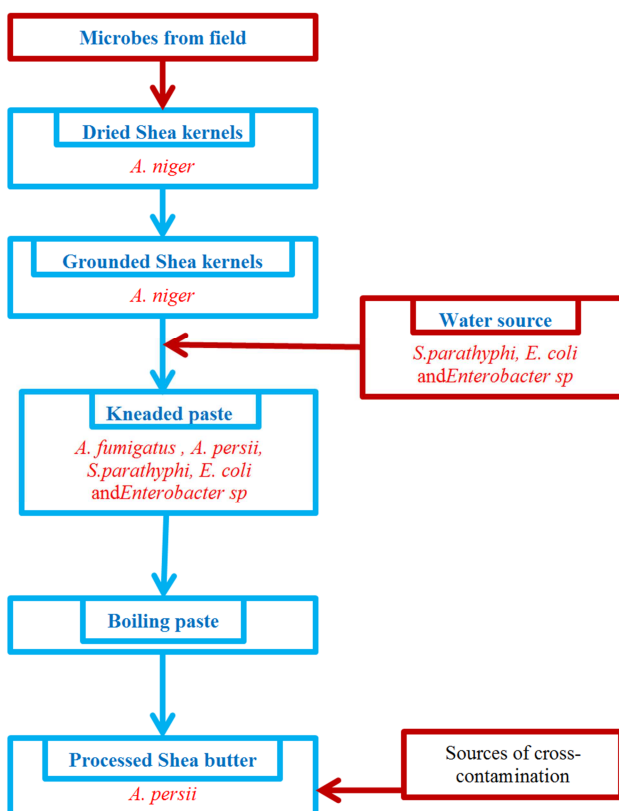 Microbes from field
Dried Shea kernels
A. niger
Grounded Shea kernels
A. niger
Water source
S.parathyphi, E. coli
andEnterobacter sp
Kneaded paste
A. fumigatus , A. persii,
S.parathyphi, E. coli
andEnterobacter sp
Boiling paste
Processed Shea butter
A. persii
Sources of cross-
contamination